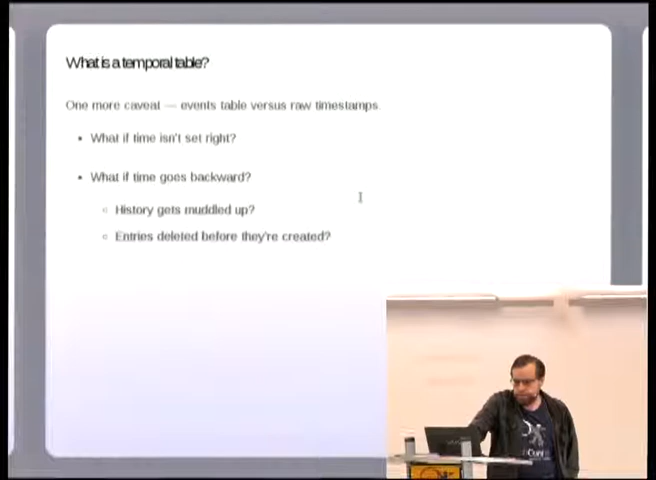 What is a temporal table?
One more caveat — events table versus raw timestamps.
• What if time isn't set right?
• What if time goes backward?
◦ History gets muddled up?
◦ Entries deleted before they're created?